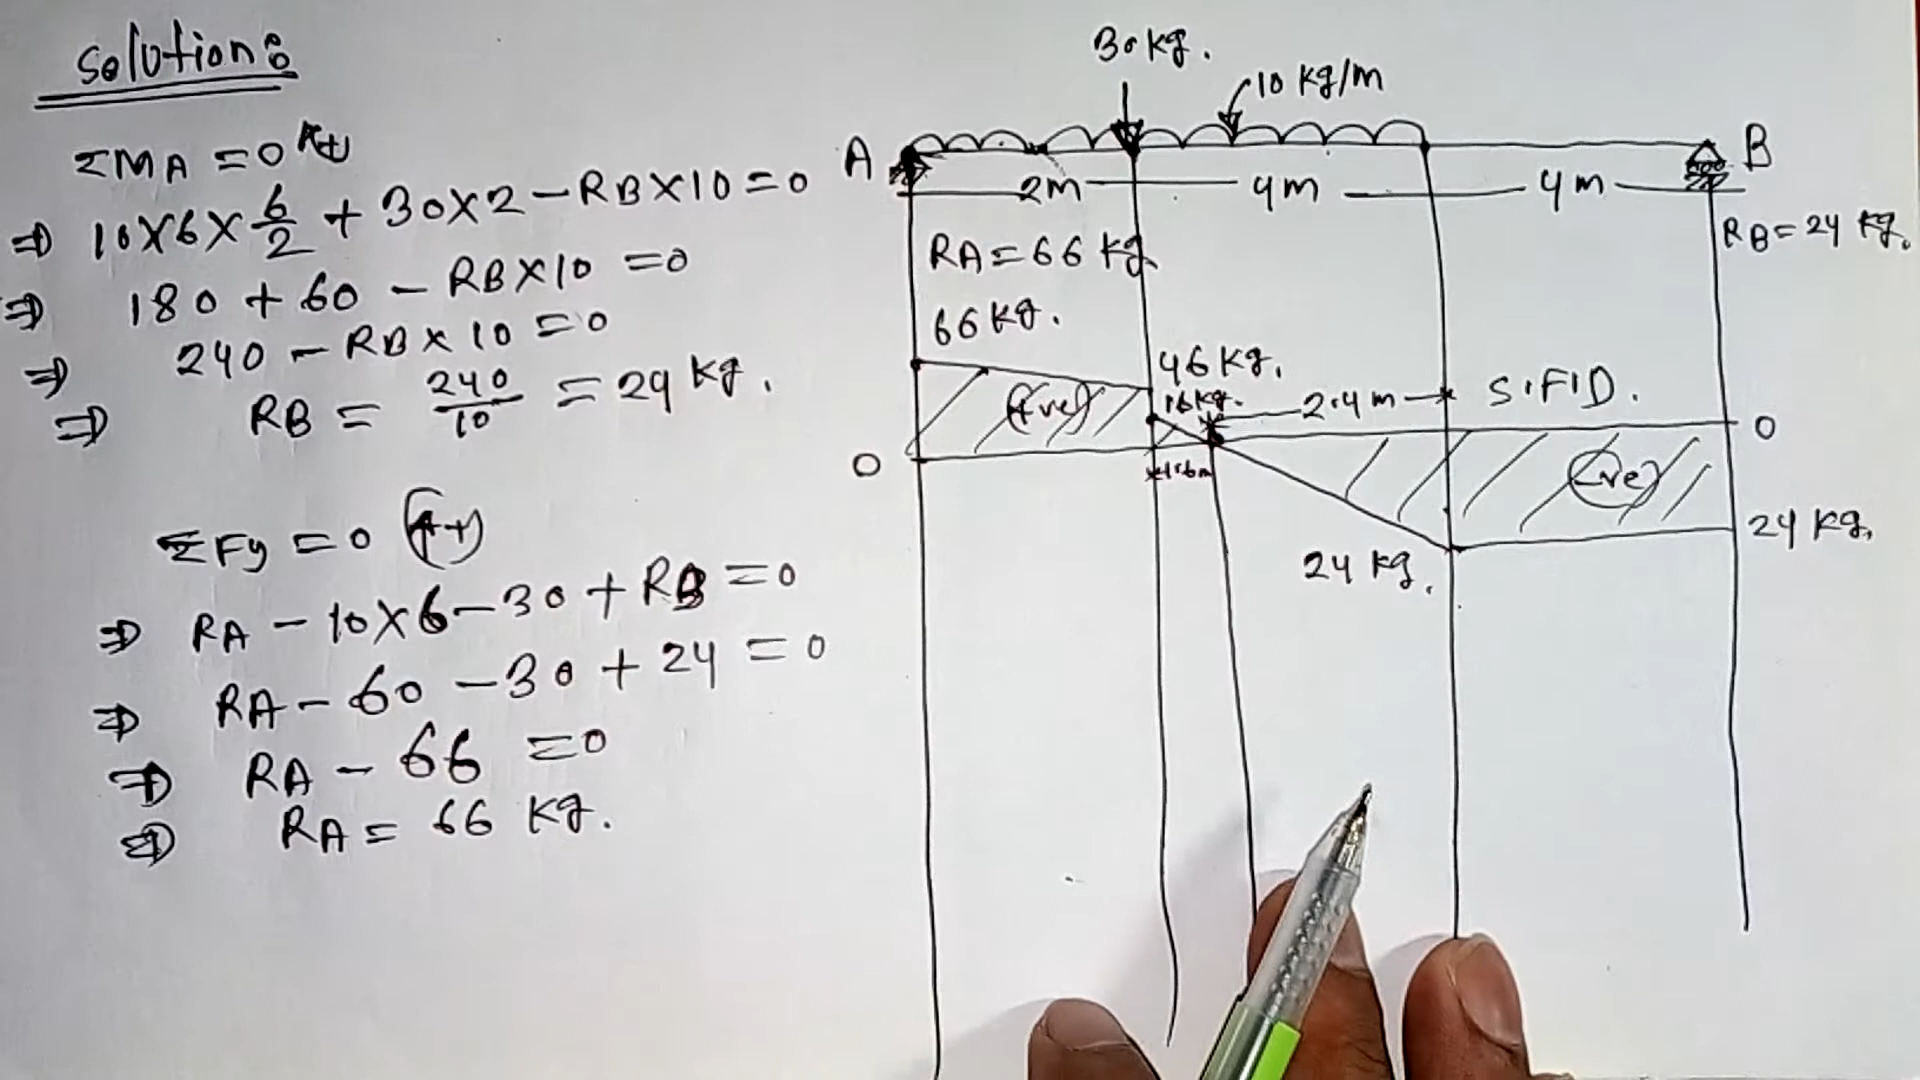 Solution:
ΣMA = 0
⇒ 10×6×6/2 + 30×2 - RB×10 = 0
⇒ 180 + 60 - RB×10 = 0
⇒ 240 - RB×10 = 0
⇒ RB = 240/10 = 24 kg.
ΣFy = 0 (↑+)
⇒ RA - 10×6 - 30 + RB = 0
⇒ RA - 60 - 30 + 24 = 0
⇒ RA - 66 = 0
⇒ RA = 66 kg.
30 kg.
10 kg/m
A
B
2m
4m
4m
RA = 66 kg.
RB = 24 kg.
66 kg.
46 kg.
16 kg.
2.4 m
S.F.D.
(+ve)
0
0
1.6m
(-ve)
24 kg.
24 kg.